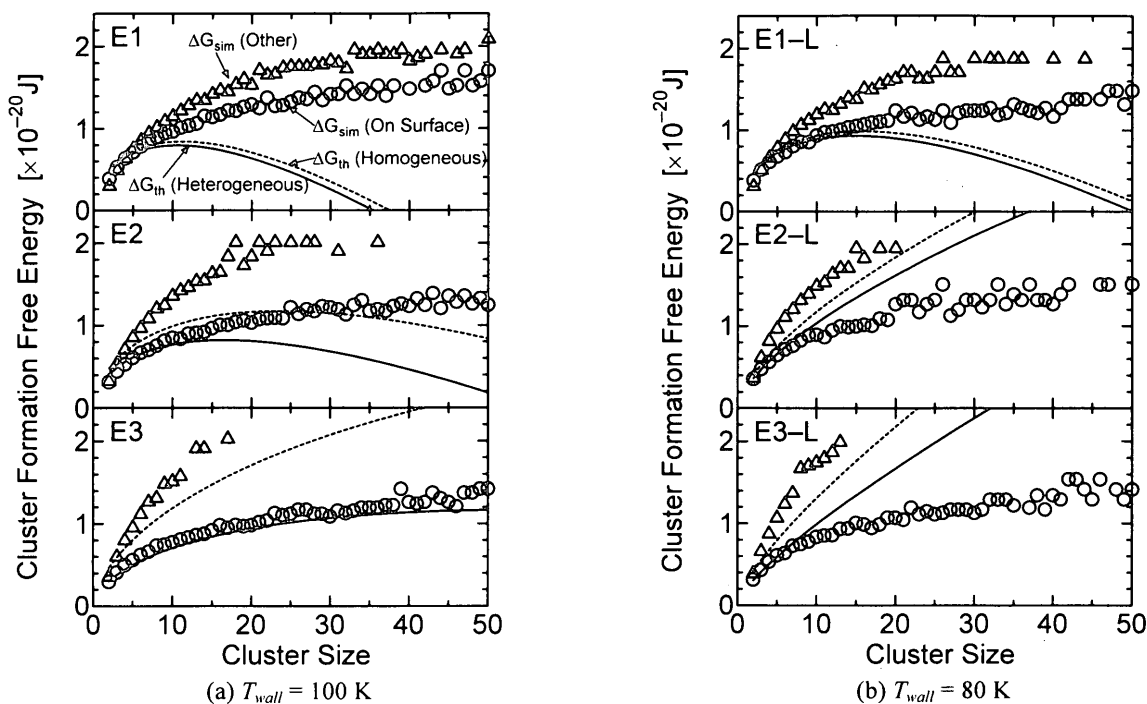 E1
ΔG_sim (Other)
ΔG_sim (On Surface)
ΔG_th (Homogeneous)
ΔG_th (Heterogeneous)
E2
E3
Cluster Formation Free Energy [×10⁻²⁰J]
0 1 2
0 1 2
0 1 2
0 10 20 30 40 50
Cluster Size
(a) T_wall = 100 K
E1–L
E2–L
E3–L
Cluster Formation Free Energy [×10⁻²⁰J]
0 1 2
0 1 2
0 1 2
0 10 20 30 40 50
Cluster Size
(b) T_wall = 80 K